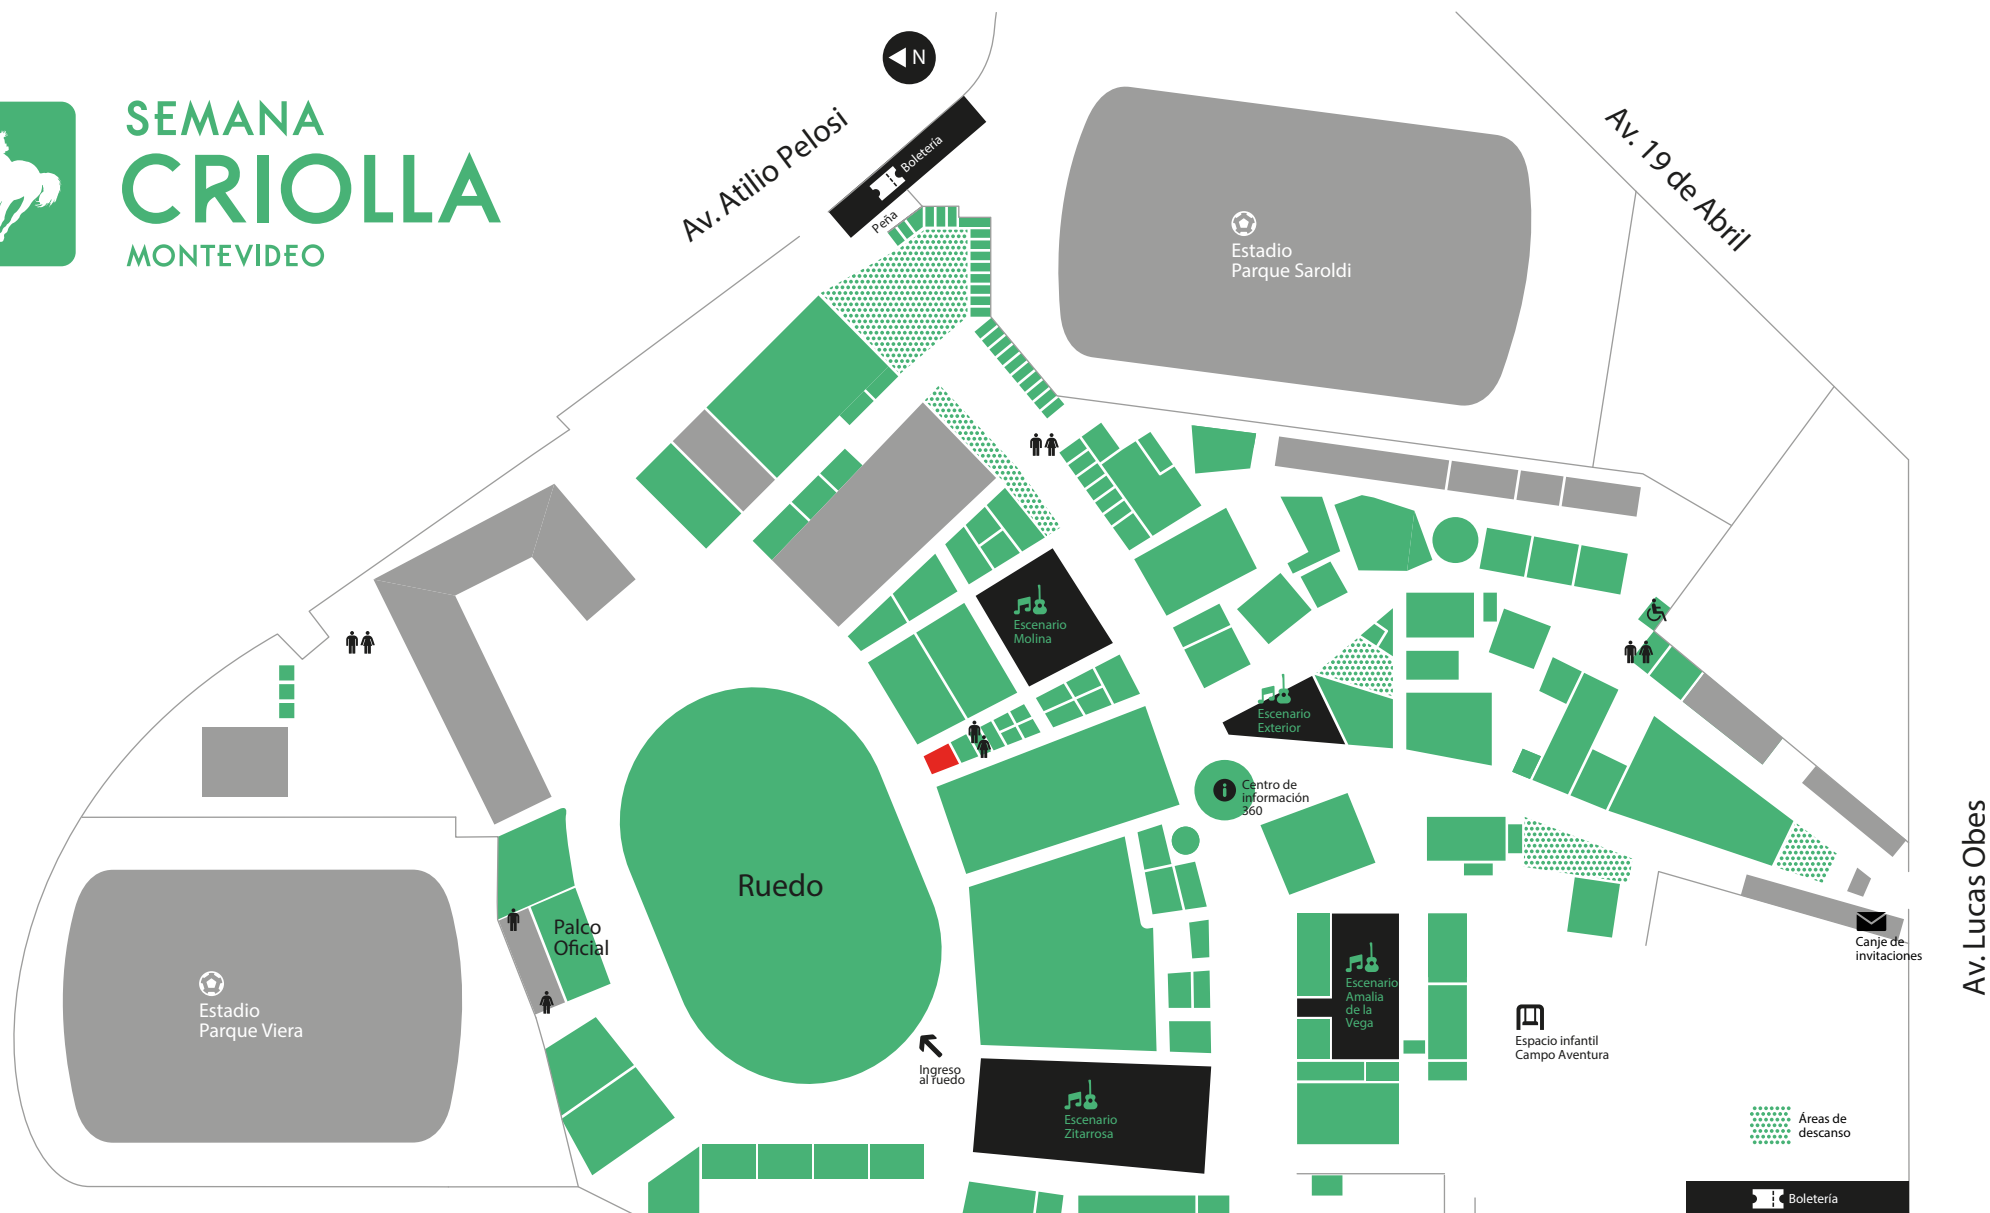 SEMANA
CRIOLLA
MONTEVIDEO
N
Av. Atilio Pelosi
Boletería
Peña
Av. 19 de Abril
Estadio
Parque Saroldi
Escenario
Molina
Escenario
Exterior
Centro de
información
360
Ruedo
Palco
Oficial
Estadio
Parque Viera
Ingreso
al ruedo
Escenario
Zitarrosa
Escenario
Amalia
de la
Vega
Espacio infantil
Campo Aventura
Canje de
invitaciones
Av. Lucas Obes
Áreas de
descanso
Boletería